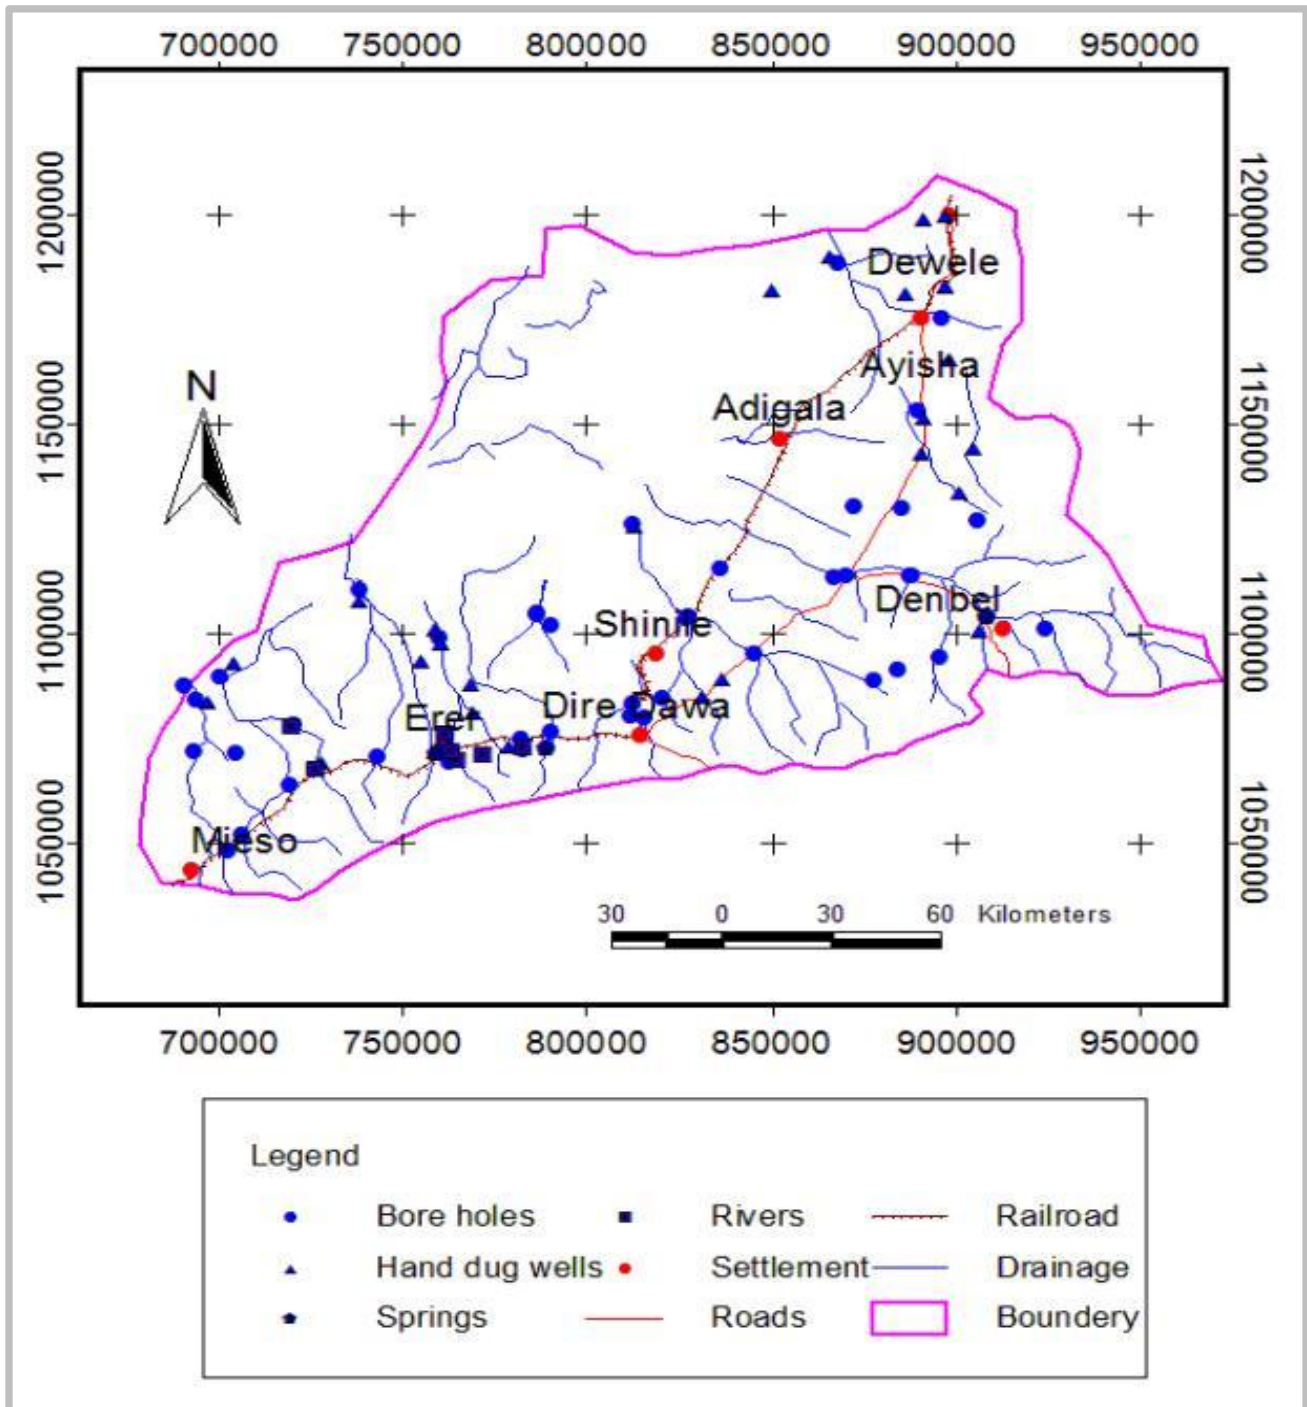 700000 750000 800000 850000 900000 950000
1200000
1150000
1100000
1050000
1200000
1150000
1100000
1050000
N
Dewele
Ayisha
Adigala
Denbel
Shinile
Dire Dawa
Erer
Mieso
30 0 30 60 Kilometers
700000 750000 800000 850000 900000 950000
Legend
Bore holes Rivers Railroad
Hand dug wells Settlement Drainage
Springs Roads Boundery